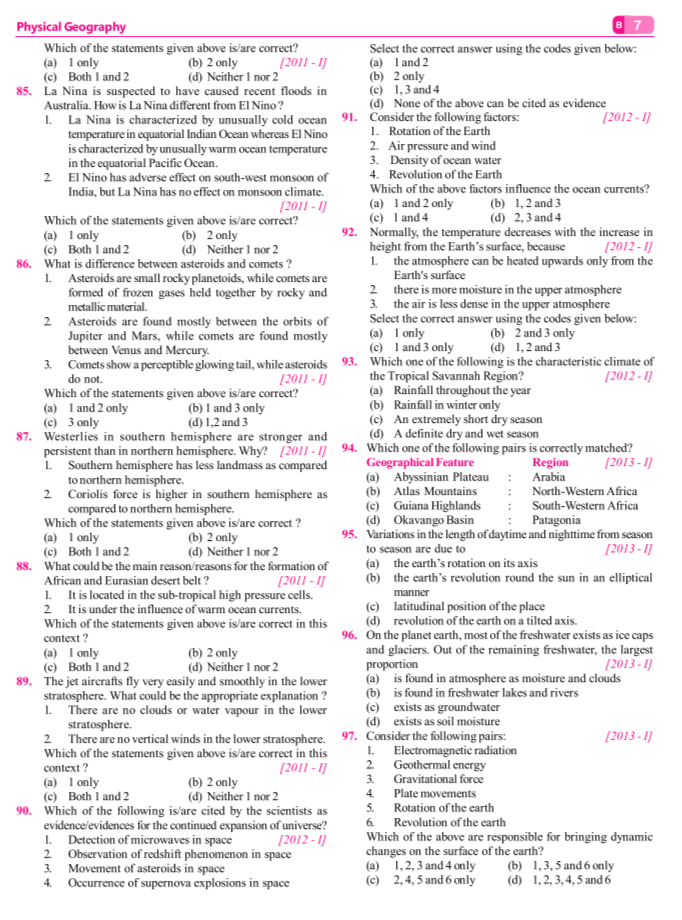 Physical Geography
B 7
Which of the statements given above is/are correct?
(a) 1 only (b) 2 only [2011 - I]
(c) Both 1 and 2 (d) Neither 1 nor 2
85. La Nina is suspected to have caused recent floods in
Australia. How is La Nina different from El Nino ?
1. La Nina is characterized by unusually cold ocean
temperature in equatorial Indian Ocean whereas El Nino
is characterized by unusually warm ocean temperature
in the equatorial Pacific Ocean.
2. El Nino has adverse effect on south-west monsoon of
India, but La Nina has no effect on monsoon climate.
[2011 - I]
Which of the statements given above is/are correct?
(a) 1 only (b) 2 only
(c) Both 1 and 2 (d) Neither 1 nor 2
86. What is difference between asteroids and comets ?
1. Asteroids are small rocky planetoids, while comets are
formed of frozen gases held together by rocky and
metallic material.
2. Asteroids are found mostly between the orbits of
Jupiter and Mars, while comets are found mostly
between Venus and Mercury.
3. Comets show a perceptible glowing tail, while asteroids
do not. [2011 - I]
Which of the statements given above is/are correct?
(a) 1 and 2 only (b) 1 and 3 only
(c) 3 only (d) 1,2 and 3
87. Westerlies in southern hemisphere are stronger and
persistent than in northern hemisphere. Why? [2011 - I]
1. Southern hemisphere has less landmass as compared
to northern hemisphere.
2. Coriolis force is higher in southern hemisphere as
compared to northern hemisphere.
Which of the statements given above is/are correct ?
(a) 1 only (b) 2 only
(c) Both 1 and 2 (d) Neither 1 nor 2
88. What could be the main reason/reasons for the formation of
African and Eurasian desert belt ? [2011 - I]
1. It is located in the sub-tropical high pressure cells.
2. It is under the influence of warm ocean currents.
Which of the statements given above is/are correct in this
context ?
(a) 1 only (b) 2 only
(c) Both 1 and 2 (d) Neither 1 nor 2
89. The jet aircrafts fly very easily and smoothly in the lower
stratosphere. What could be the appropriate explanation ?
1. There are no clouds or water vapour in the lower
stratosphere.
2. There are no vertical winds in the lower stratosphere.
Which of the statements given above is/are correct in this
context ? [2011 - I]
(a) 1 only (b) 2 only
(c) Both 1 and 2 (d) Neither 1 nor 2
90. Which of the following is/are cited by the scientists as
evidence/evidences for the continued expansion of universe?
1. Detection of microwaves in space [2012 - I]
2. Observation of redshift phenomenon in space
3. Movement of asteroids in space
4. Occurrence of supernova explosions in space
Select the correct answer using the codes given below:
(a) 1 and 2
(b) 2 only
(c) 1, 3 and 4
(d) None of the above can be cited as evidence
91. Consider the following factors: [2012 - I]
1. Rotation of the Earth
2. Air pressure and wind
3. Density of ocean water
4. Revolution of the Earth
Which of the above factors influence the ocean currents?
(a) 1 and 2 only (b) 1, 2 and 3
(c) 1 and 4 (d) 2, 3 and 4
92. Normally, the temperature decreases with the increase in
height from the Earth's surface, because [2012 - I]
1. the atmosphere can be heated upwards only from the
Earth's surface
2. there is more moisture in the upper atmosphere
3. the air is less dense in the upper atmosphere
Select the correct answer using the codes given below:
(a) 1 only (b) 2 and 3 only
(c) 1 and 3 only (d) 1, 2 and 3
93. Which one of the following is the characteristic climate of
the Tropical Savannah Region? [2012 - I]
(a) Rainfall throughout the year
(b) Rainfall in winter only
(c) An extremely short dry season
(d) A definite dry and wet season
94. Which one of the following pairs is correctly matched?
Geographical Feature Region [2013 - I]
(a) Abyssinian Plateau : Arabia
(b) Atlas Mountains : North-Western Africa
(c) Guiana Highlands : South-Western Africa
(d) Okavango Basin : Patagonia
95. Variations in the length of daytime and nighttime from season
to season are due to [2013 - I]
(a) the earth's rotation on its axis
(b) the earth's revolution round the sun in an elliptical
manner
(c) latitudinal position of the place
(d) revolution of the earth on a tilted axis.
96. On the planet earth, most of the freshwater exists as ice caps
and glaciers. Out of the remaining freshwater, the largest
proportion [2013 - I]
(a) is found in atmosphere as moisture and clouds
(b) is found in freshwater lakes and rivers
(c) exists as groundwater
(d) exists as soil moisture
97. Consider the following pairs: [2013 - I]
1. Electromagnetic radiation
2. Geothermal energy
3. Gravitational force
4. Plate movements
5. Rotation of the earth
6. Revolution of the earth
Which of the above are responsible for bringing dynamic
changes on the surface of the earth?
(a) 1, 2, 3 and 4 only (b) 1, 3, 5 and 6 only
(c) 2, 4, 5 and 6 only (d) 1, 2, 3, 4, 5 and 6